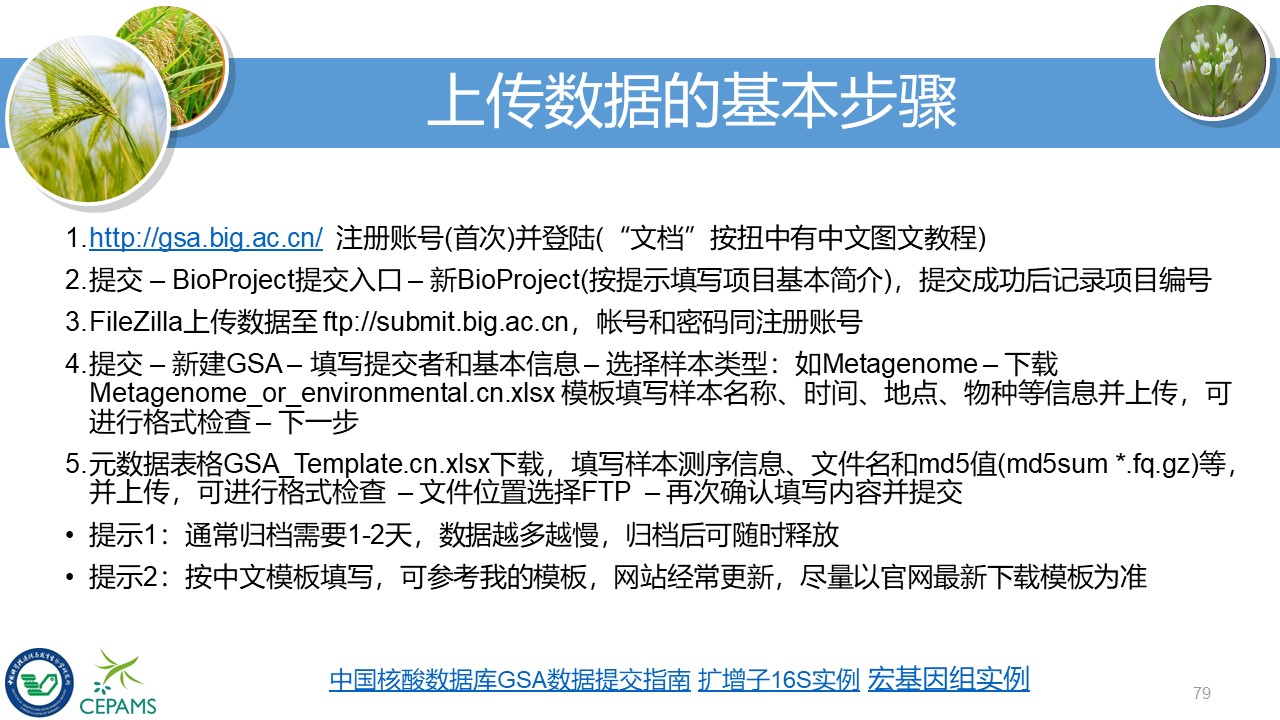 上传数据的基本步骤
1.http://gsa.big.ac.cn/ 注册账号(首次)并登陆(“文档”按扭中有中文图文教程)
2.提交 – BioProject提交入口 – 新BioProject(按提示填写项目基本简介)，提交成功后记录项目编号
3.FileZilla上传数据至 ftp://submit.big.ac.cn，帐号和密码同注册账号
4.提交 – 新建GSA – 填写提交者和基本信息 – 选择样本类型：如Metagenome – 下载
Metagenome_or_environmental.cn.xlsx 模板填写样本名称、时间、地点、物种等信息并上传，可
进行格式检查 – 下一步
5.元数据表格GSA_Template.cn.xlsx下载，填写样本测序信息、文件名和md5值(md5sum *.fq.gz)等，
并上传，可进行格式检查 – 文件位置选择FTP – 再次确认填写内容并提交
• 提示1：通常归档需要1-2天，数据越多越慢，归档后可随时释放
• 提示2：按中文模板填写，可参考我的模板，网站经常更新，尽量以官网最新下载模板为准
CEPAMS
中国核酸数据库GSA数据提交指南 扩增子16S实例 宏基因组实例
79